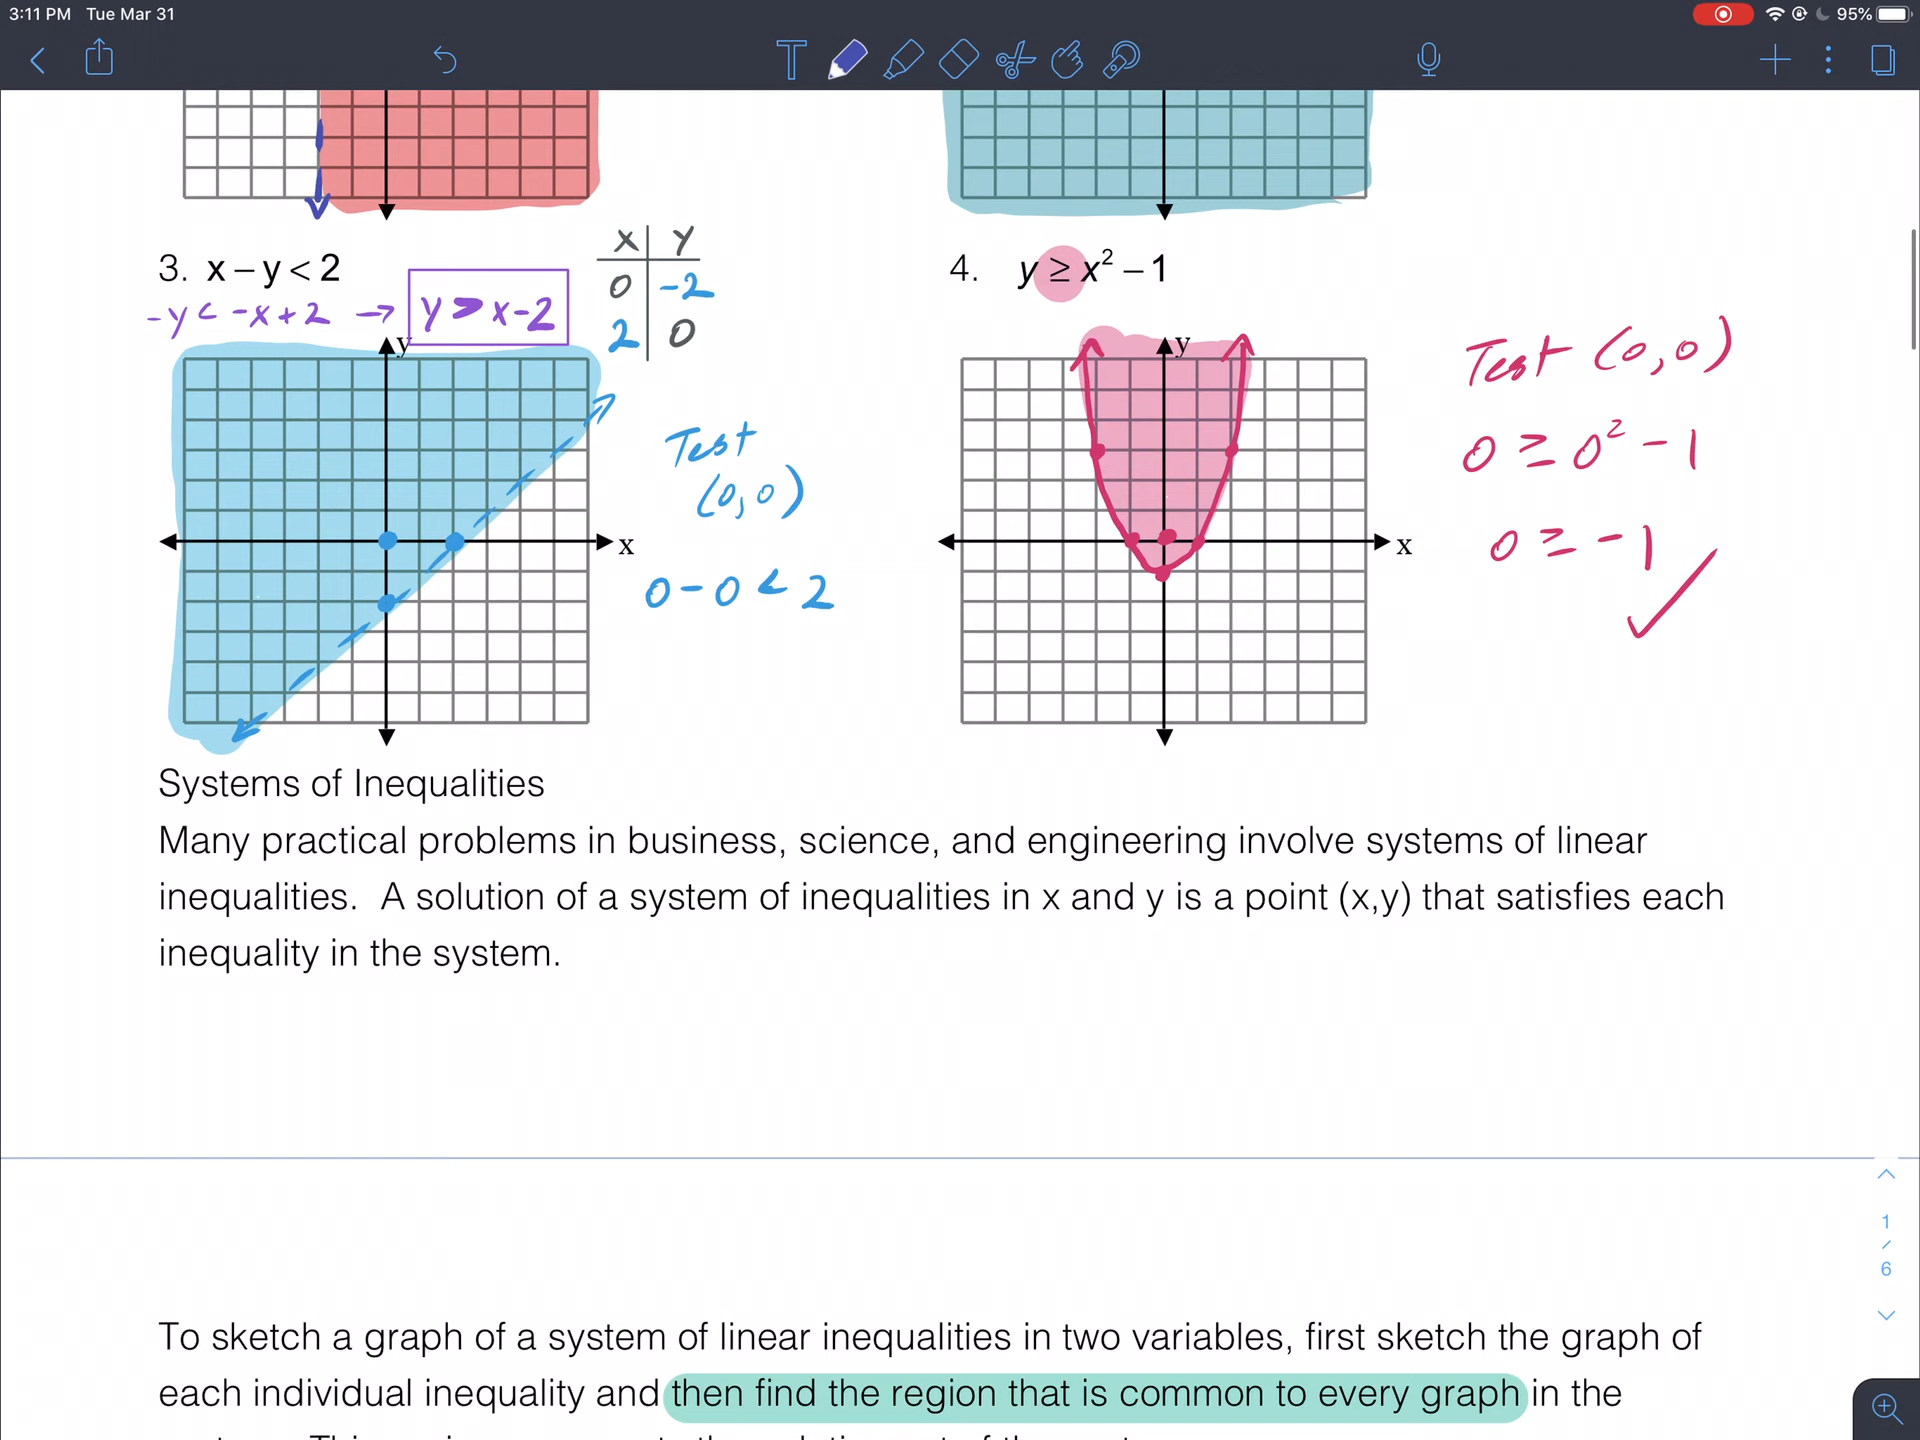 3:11 PM Tue Mar 31
95%
3. x – y < 2
-y < -x + 2 → y > x - 2
x y
0 -2
2 0
y
x
Test
(0, 0)
0 - 0 < 2
4. y ≥ x² – 1
y
x
Test (0, 0)
0 ≥ 0² - 1
0 ≥ -1 ✓
Systems of Inequalities
Many practical problems in business, science, and engineering involve systems of linear
inequalities. A solution of a system of inequalities in x and y is a point (x,y) that satisfies each
inequality in the system.
1
/
6
To sketch a graph of a system of linear inequalities in two variables, first sketch the graph of
each individual inequality and then find the region that is common to every graph in the